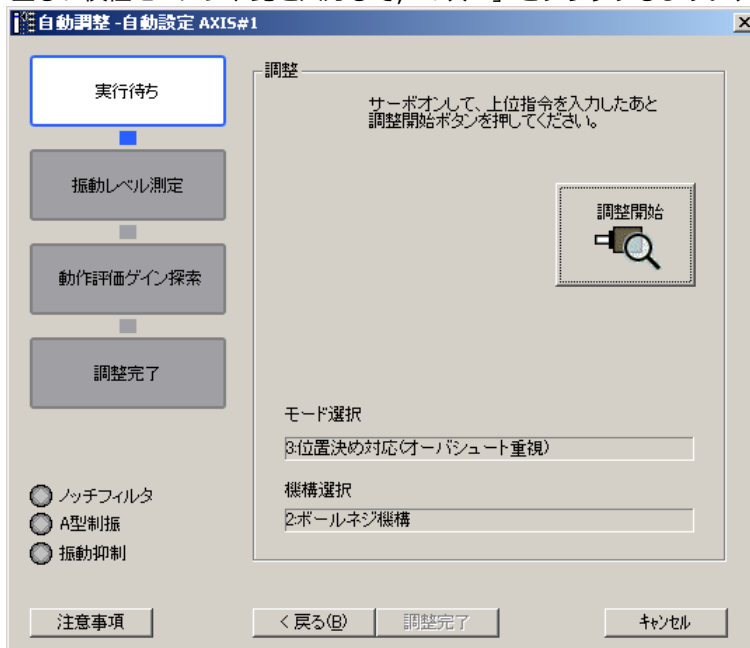 自動調整 -自動設定 AXIS#1
実行待ち
振動レベル測定
動作評価ゲイン探索
調整完了
ノッチフィルタ
A型制振
振動抑制
調整
サーボオンして、上位指令を入力したあと
調整開始ボタンを押してください。
調整開始
モード選択
3:位置決め対応(オーバシュート重視)
機構選択
2:ボールネジ機構
注意事項
< 戻る(B)
調整完了
キャンセル